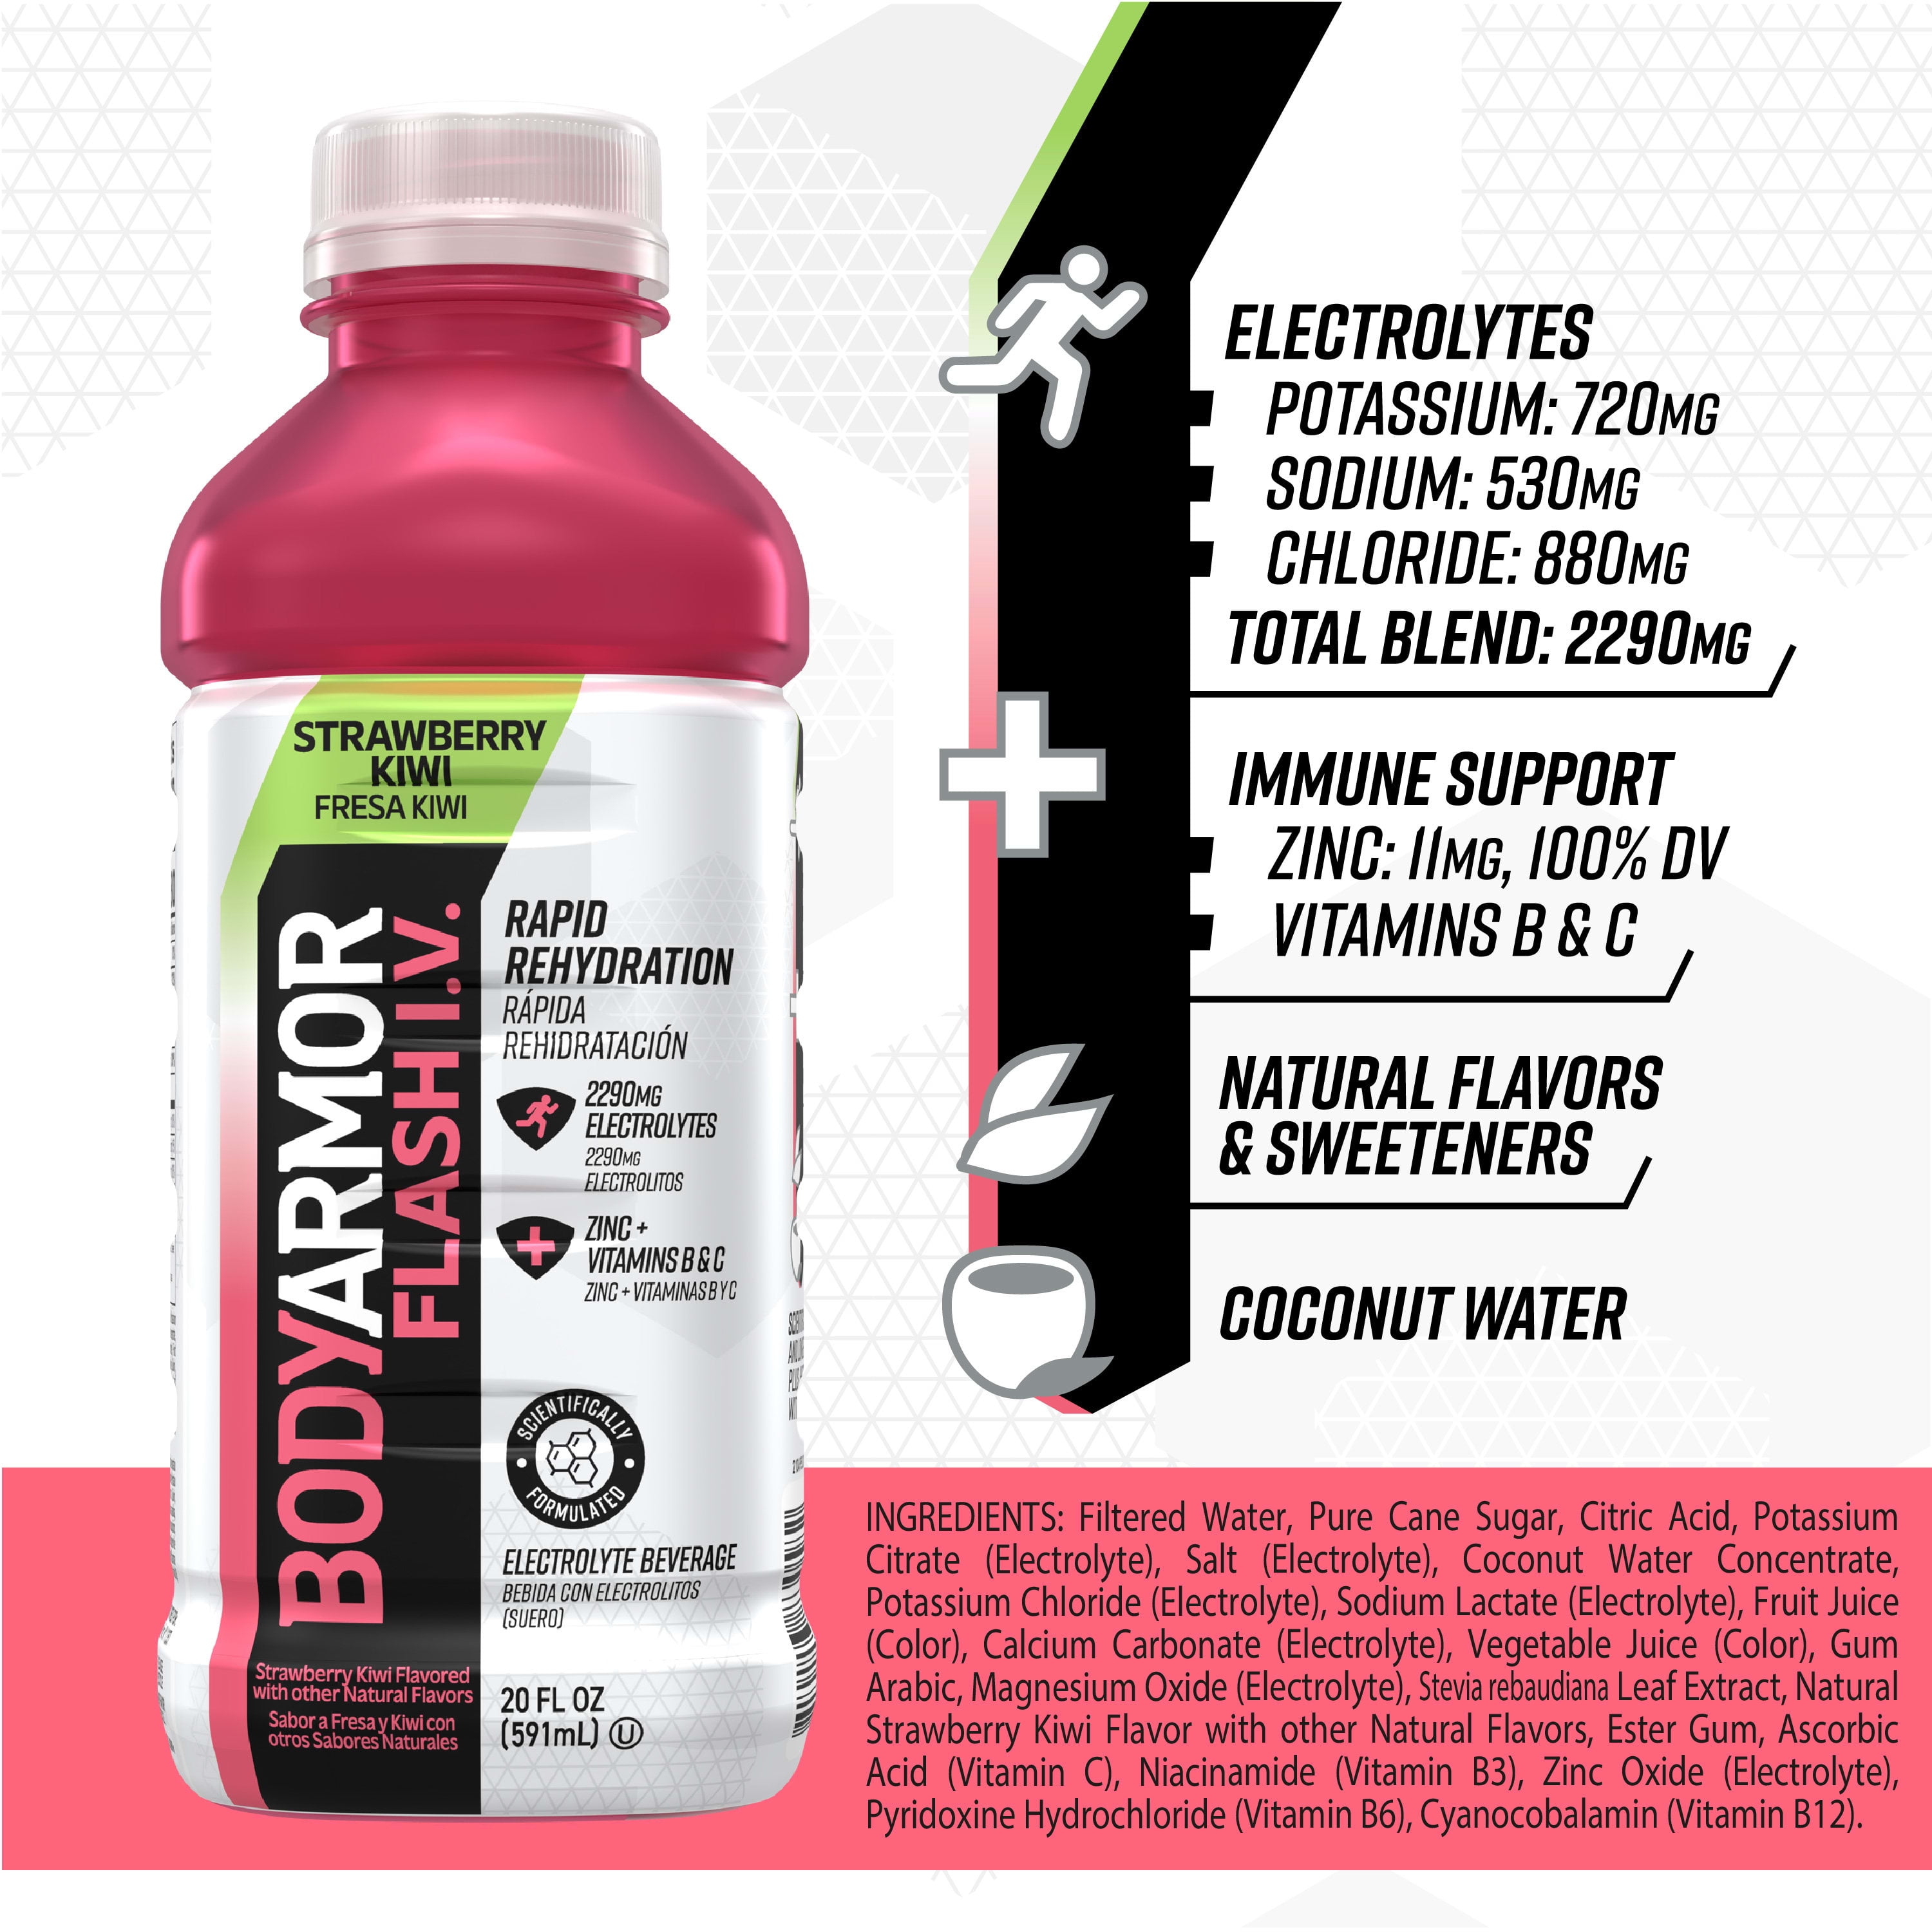 STRAWBERRY
KIWI
FRESA KIWI
BODYARMOR
FLASH I.V.
RAPID
REHYDRATION
RÁPIDA
REHIDRATACIÓN
2290MG
ELECTROLYTES
2290MG
ELECTROLITOS
ZINC +
VITAMINS B & C
ZINC + VITAMINAS B Y C
SCIENTIFICALLY
FORMULATED
ELECTROLYTE BEVERAGE
BEBIDA CON ELECTROLITOS
(SUERO)
Strawberry Kiwi Flavored
with other Natural Flavors
Sabor a Fresa y Kiwi con
otros Sabores Naturales
20 FL OZ
(591mL) U
ELECTROLYTES
POTASSIUM: 720MG
SODIUM: 530MG
CHLORIDE: 880MG
TOTAL BLEND: 2290MG
IMMUNE SUPPORT
ZINC: 11MG, 100% DV
VITAMINS B & C
NATURAL FLAVORS
& SWEETENERS
COCONUT WATER
INGREDIENTS: Filtered Water, Pure Cane Sugar, Citric Acid, Potassium
Citrate (Electrolyte), Salt (Electrolyte), Coconut Water Concentrate,
Potassium Chloride (Electrolyte), Sodium Lactate (Electrolyte), Fruit Juice
(Color), Calcium Carbonate (Electrolyte), Vegetable Juice (Color), Gum
Arabic, Magnesium Oxide (Electrolyte), Stevia rebaudiana Leaf Extract, Natural
Strawberry Kiwi Flavor with other Natural Flavors, Ester Gum, Ascorbic
Acid (Vitamin C), Niacinamide (Vitamin B3), Zinc Oxide (Electrolyte),
Pyridoxine Hydrochloride (Vitamin B6), Cyanocobalamin (Vitamin B12).